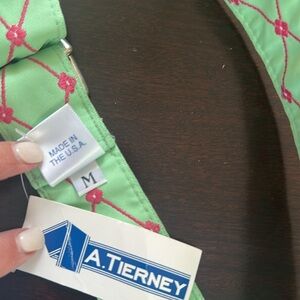 MADE IN
THE U.S.A.
M
A.TIERNEY